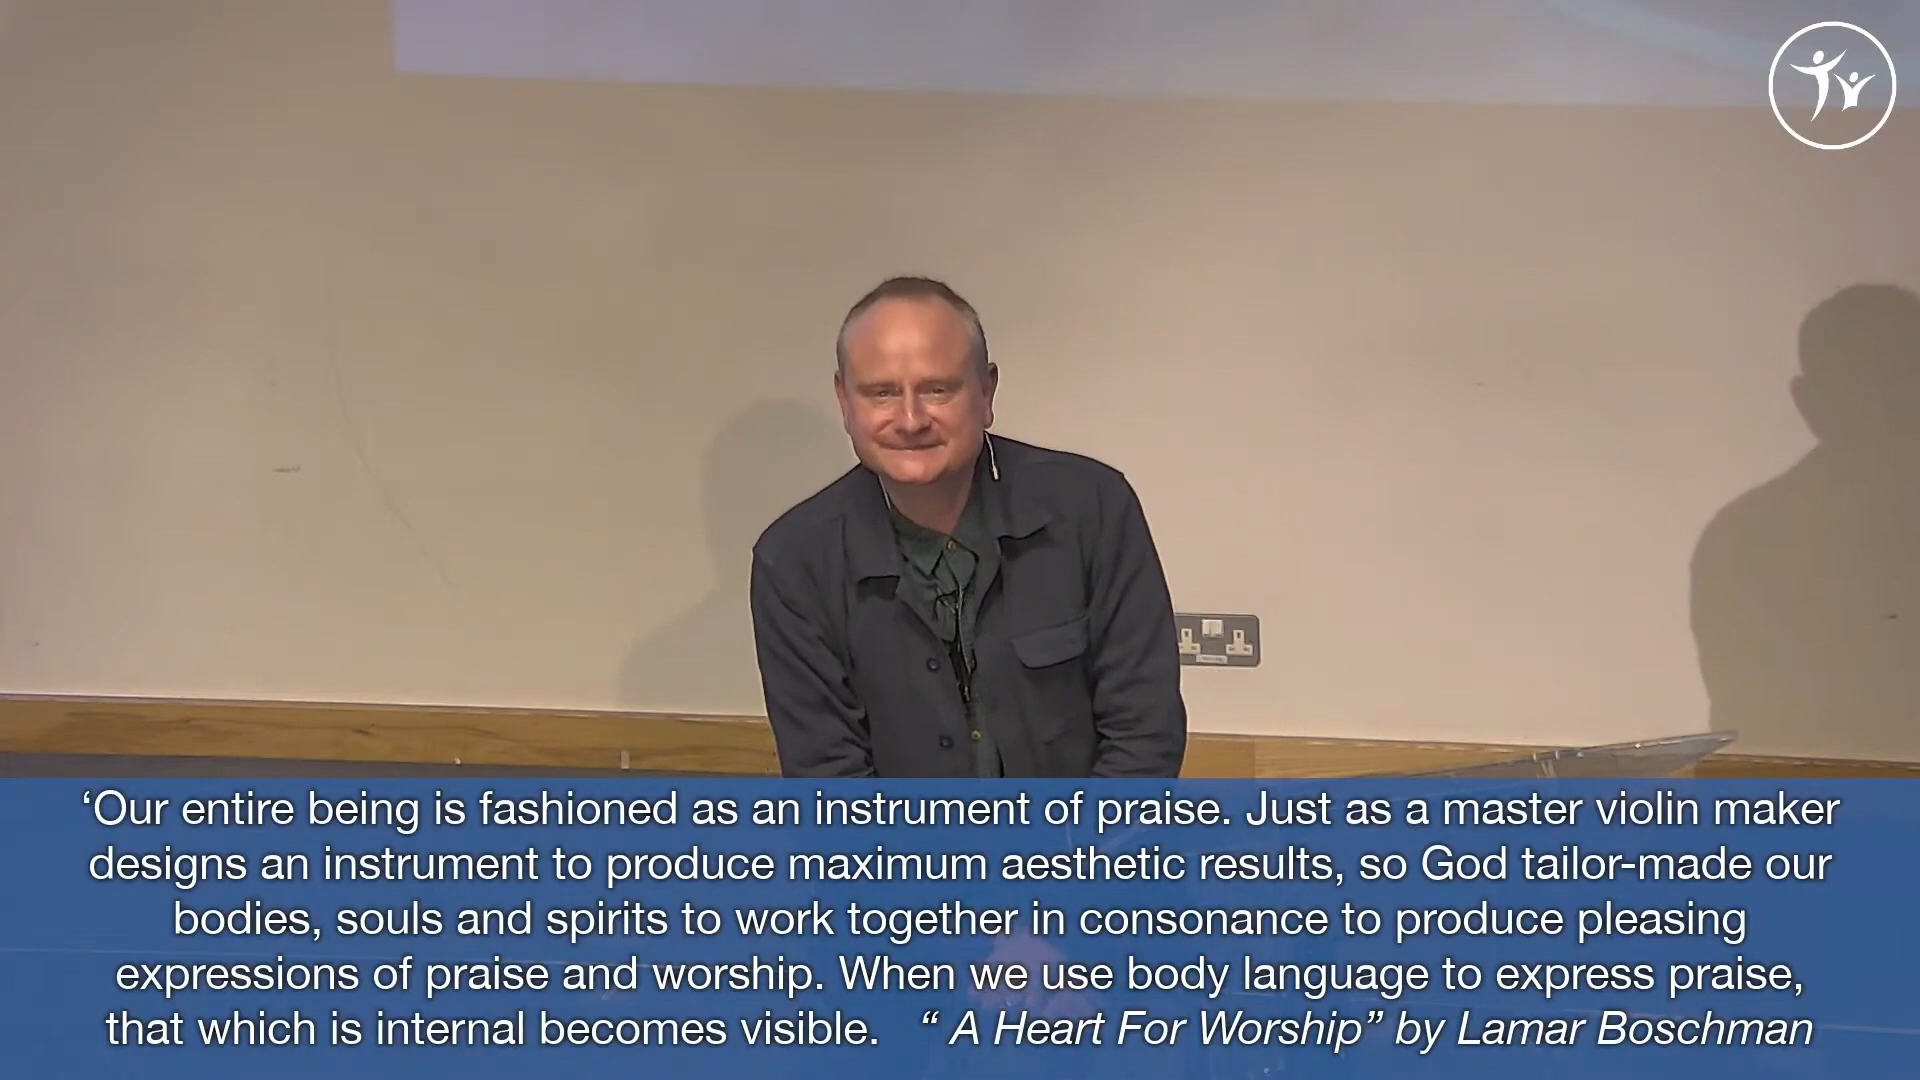 ‘Our entire being is fashioned as an instrument of praise. Just as a master violin maker
designs an instrument to produce maximum aesthetic results, so God tailor-made our
bodies, souls and spirits to work together in consonance to produce pleasing
expressions of praise and worship. When we use body language to express praise,
that which is internal becomes visible. “ A Heart For Worship” by Lamar Boschman